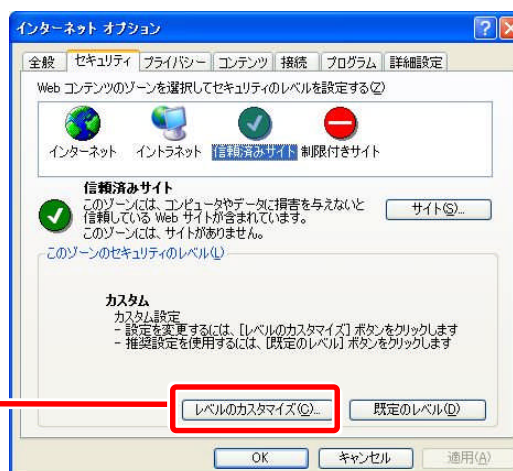 インターネット オプション
全般 セキュリティ プライバシー コンテンツ 接続 プログラム 詳細設定
Web コンテンツのゾーンを選択してセキュリティのレベルを設定する(Z)
インターネット イントラネット 信頼済みサイト 制限付きサイト
信頼済みサイト
このゾーンには、コンピュータやデータに損害を与えないと
信頼している Web サイトが含まれています。
このゾーンには、サイトがありません。
サイト(S)...
このゾーンのセキュリティのレベル(L)
カスタム
カスタム設定
- 設定を変更するには、[レベルのカスタマイズ] ボタンをクリックします
- 推奨設定を使用するには、[既定のレベル] ボタンをクリックします
レベルのカスタマイズ(C)... 既定のレベル(D)
OK キャンセル 適用(A)